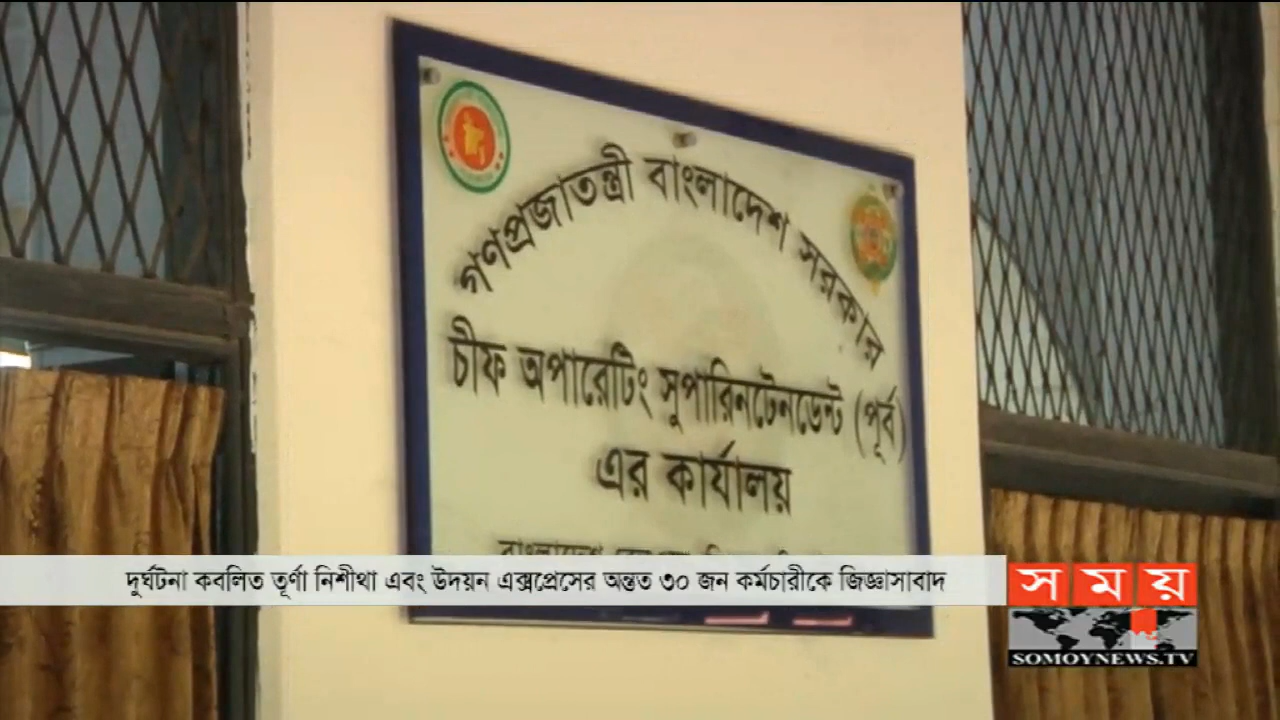 গণপ্রজাতন্ত্রী বাংলাদেশ সরকার
চীফ অপারেটিং সুপারিনটেনডেন্ট (পূর্ব)
এর কার্যালয়
বাংলাদেশ
দুর্ঘটনা কবলিত তূর্ণা নিশীথা এবং উদয়ন এক্সপ্রেসের অন্তত ৩০ জন কর্মচারীকে জিজ্ঞাসাবাদ
সময়
SOMOYNEWS.TV